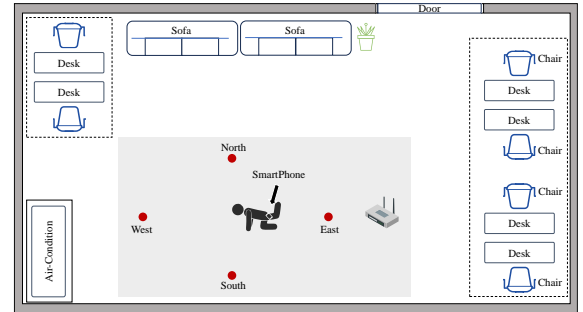 Door
Sofa
Sofa
Desk
Desk
Chair
Desk
Desk
Chair
North
SmartPhone
Chair
West
East
Desk
Desk
Air-Condition
South
Chair